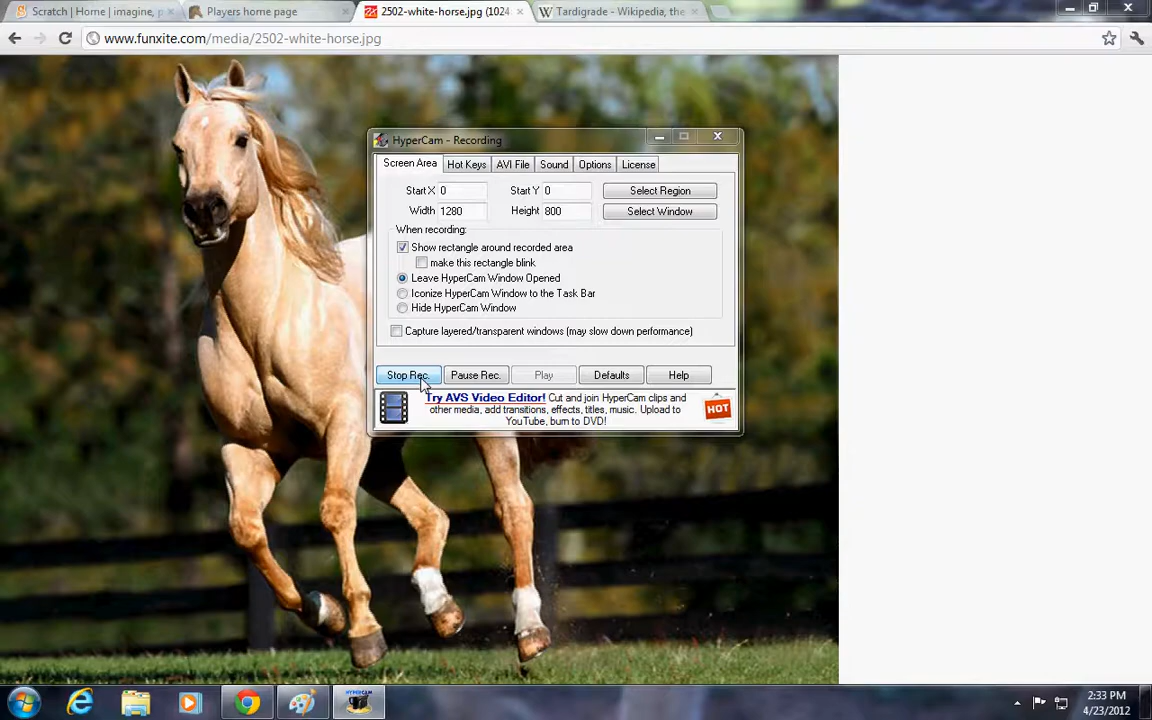 Scratch | Home | imagine, p
Players home page
2502-white-horse.jpg (1024
Tardigrade - Wikipedia, the
www.funxite.com/media/2502-white-horse.jpg
HyperCam - Recording
Screen Area
Hot Keys
AVI File
Sound
Options
License
Start X 0
Start Y 0
Select Region
Width 1280
Height 800
Select Window
When recording:
Show rectangle around recorded area
make this rectangle blink
Leave HyperCam Window Opened
Iconize HyperCam Window to the Task Bar
Hide HyperCam Window
Capture layered/transparent windows (may slow down performance)
Stop Rec.
Pause Rec.
Play
Defaults
Help
Try AVS Video Editor! Cut and join HyperCam clips and
other media, add transitions, effects, titles, music. Upload to
YouTube, burn to DVD!
HOT
HYPERCAM
2:33 PM
4/23/2012